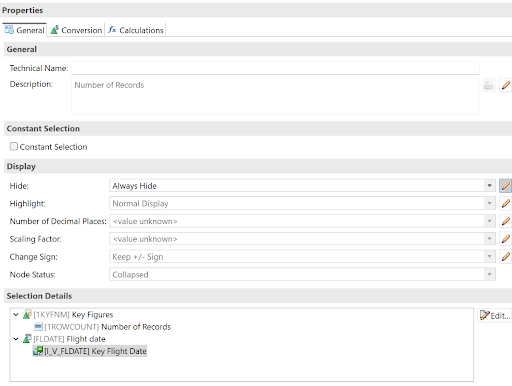 Properties
General Conversion fx Calculations
General
Technical Name:
Description: Number of Records
Constant Selection
Constant Selection
Display
Hide: Always Hide
Highlight: Normal Display
Number of Decimal Places: <value unknown>
Scaling Factor: <value unknown>
Change Sign: Keep +/- Sign
Node Status: Collapsed
Selection Details
[1KYFNM] Key Figures Edit...
[1ROWCOUNT] Number of Records
[FLDATE] Flight date
[I_V_FLDATE] Key Flight Date